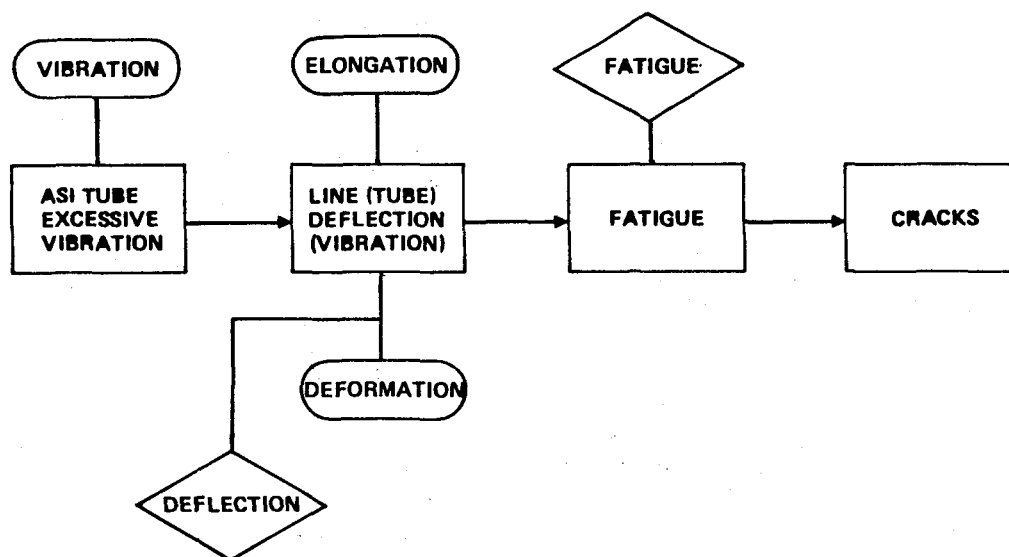 VIBRATION
ELONGATION
FATIGUE
ASI TUBE
EXCESSIVE
VIBRATION
LINE (TUBE)
DEFLECTION
(VIBRATION)
FATIGUE
CRACKS
DEFORMATION
DEFLECTION